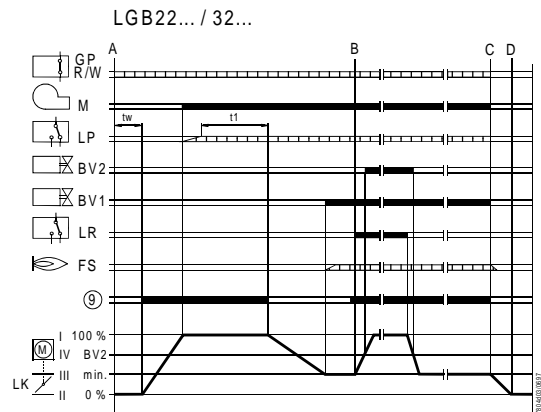 LGB22... / 32...
A B C D
GP
R/W
M
tw t1
LP
BV2
BV1
LR
FS
9
I 100 %
M IV BV2
III min.
LK II 0 %